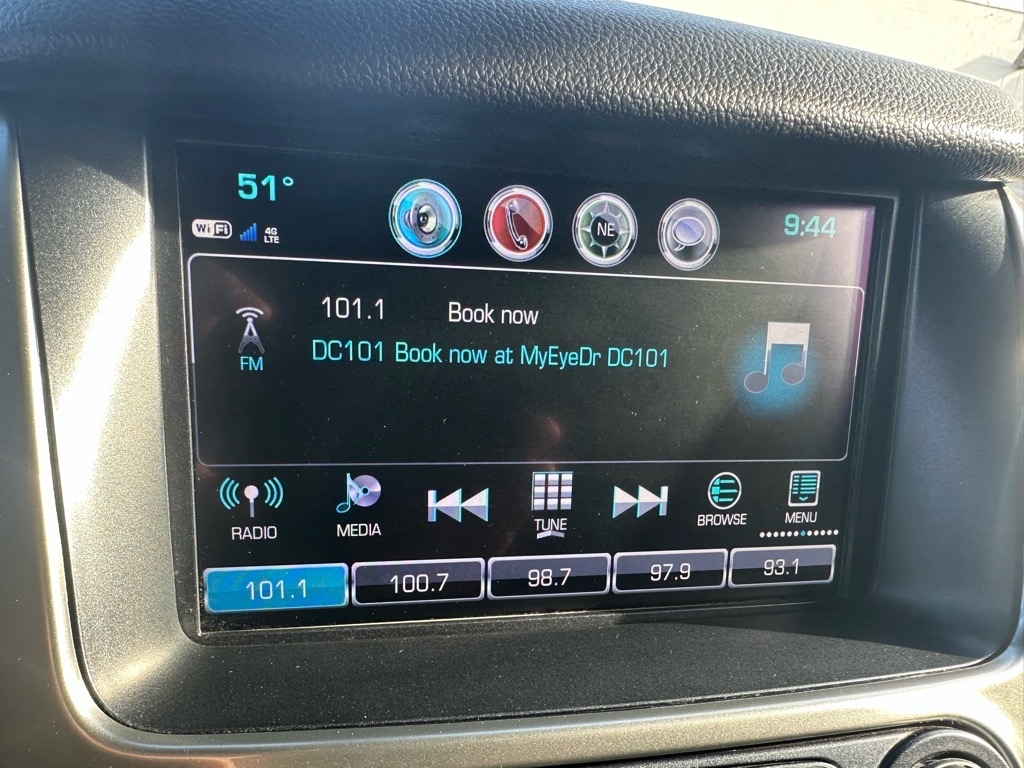 51°
WiFi 4G LTE
NE
9:44
101.1 Book now
DC101 Book now at MyEyeDr DC101
FM
RADIO MEDIA TUNE BROWSE MENU
101.1 100.7 98.7 97.9 93.1